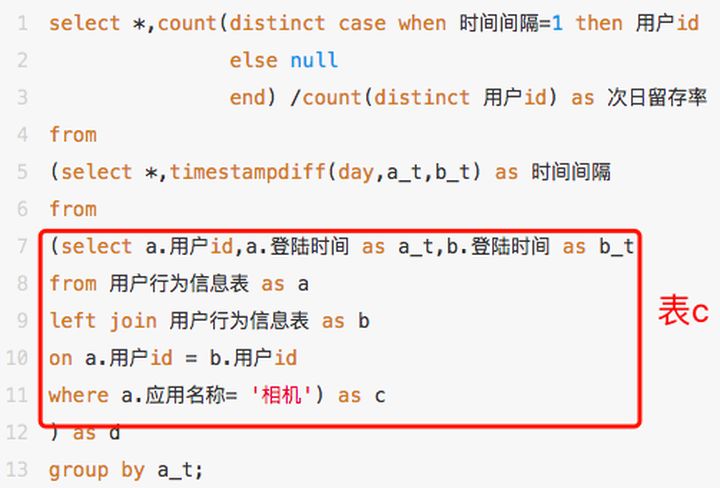 1 select *,count(distinct case when 时间间隔=1 then 用户id
2 else null
3 end) /count(distinct 用户id) as 次日留存率
4 from
5 (select *,timestampdiff(day,a_t,b_t) as 时间间隔
6 from
7 (select a.用户id,a.登陆时间 as a_t,b.登陆时间 as b_t
8 from 用户行为信息表 as a
9 left join 用户行为信息表 as b
10 on a.用户id = b.用户id
11 where a.应用名称= '相机') as c
12 ) as d
13 group by a_t;
表c